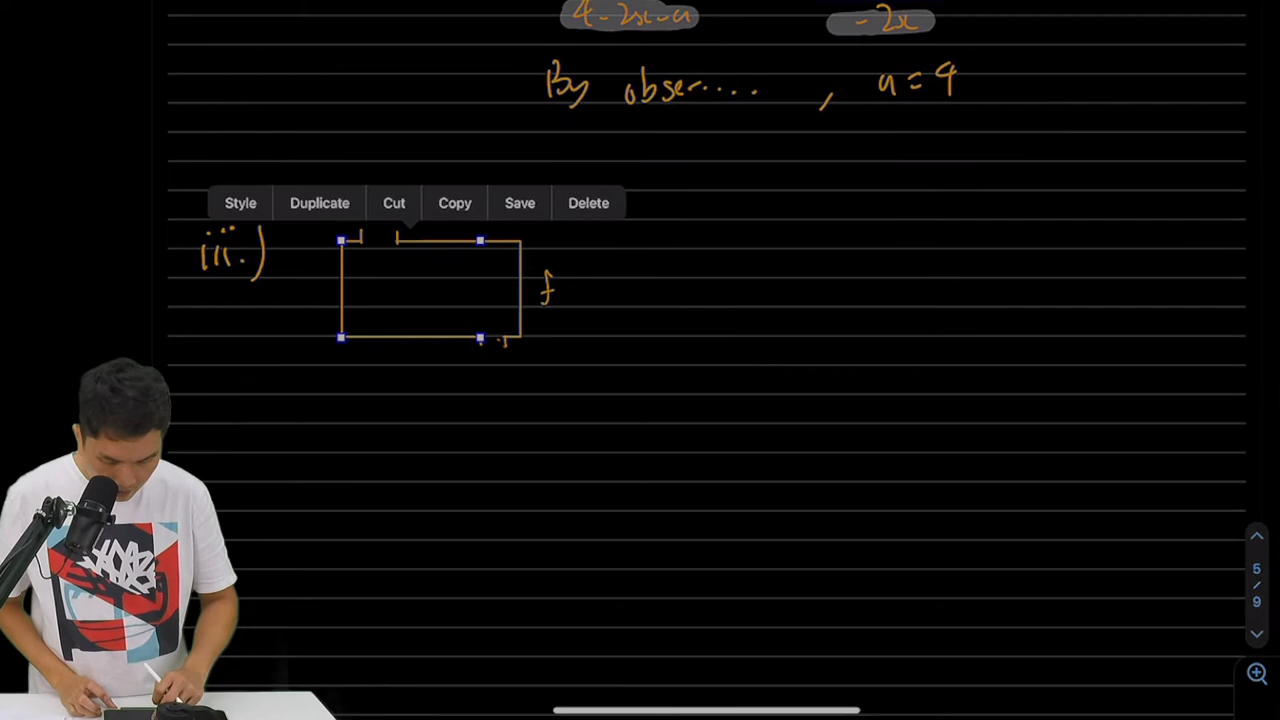 4-2x-a -2x
By obser.... , a=4
Style Duplicate Cut Copy Save Delete
iii.)
f
5
/
9